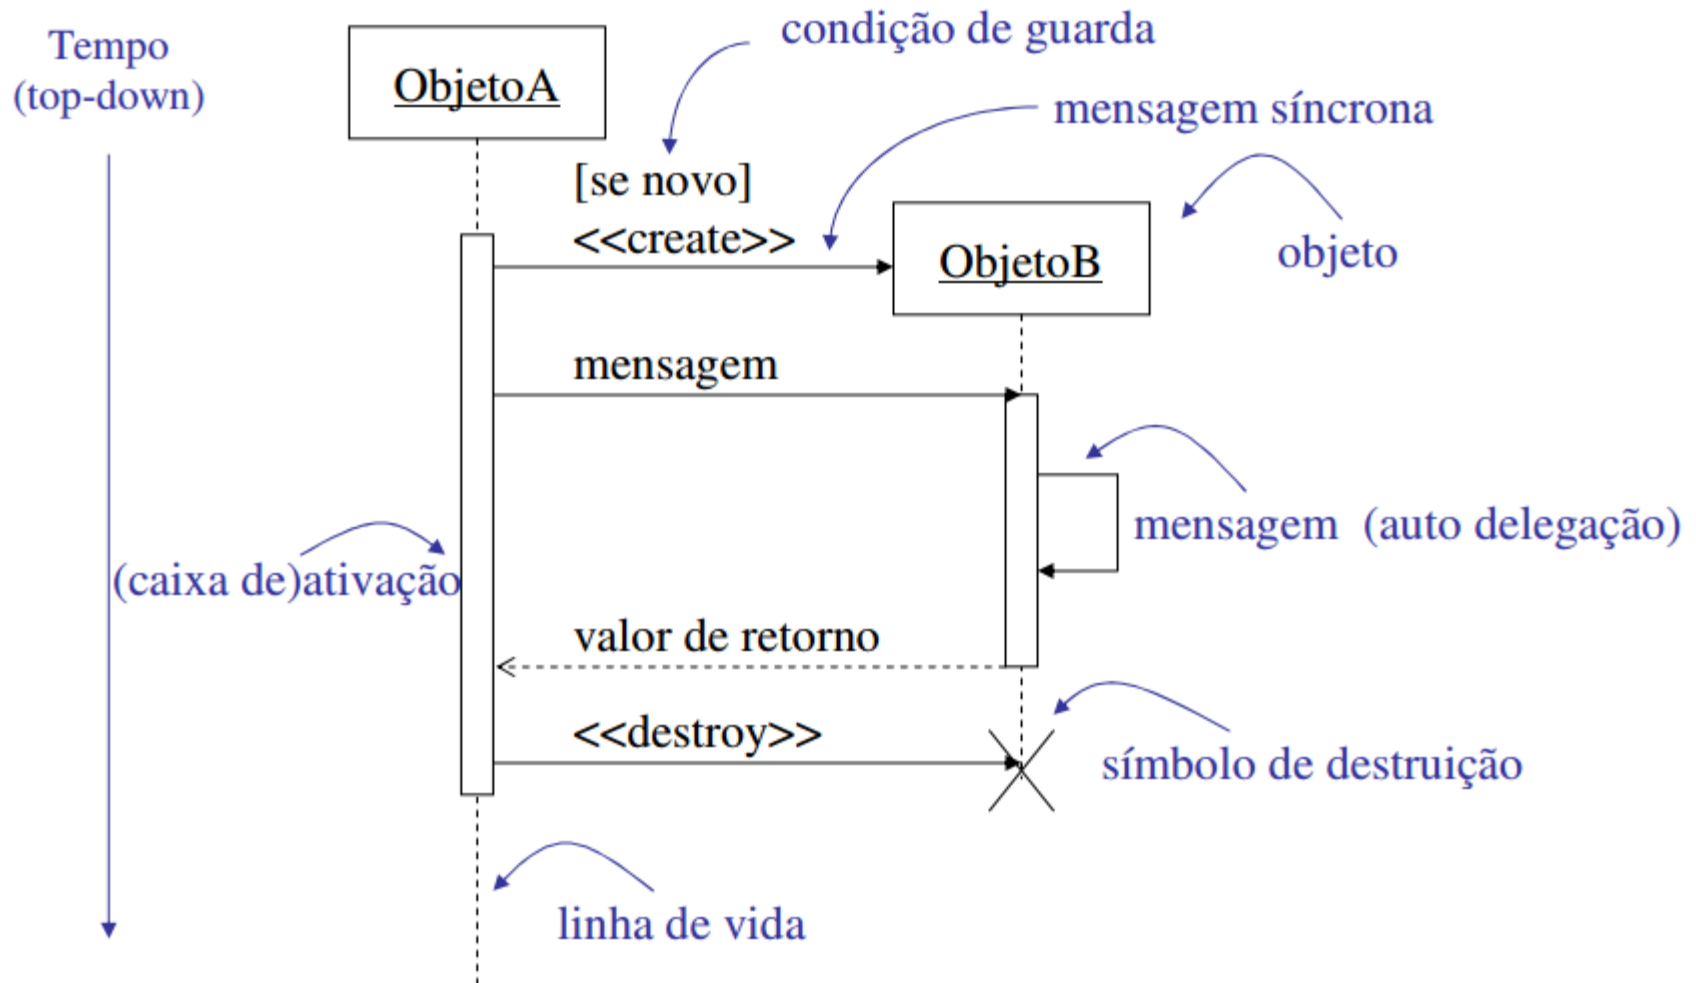 Tempo
(top-down)
ObjetoA
condição de guarda
mensagem síncrona
[se novo]
<<create>>
ObjetoB
objeto
mensagem
mensagem (auto delegação)
(caixa de)ativação
valor de retorno
<<destroy>>
símbolo de destruição
linha de vida